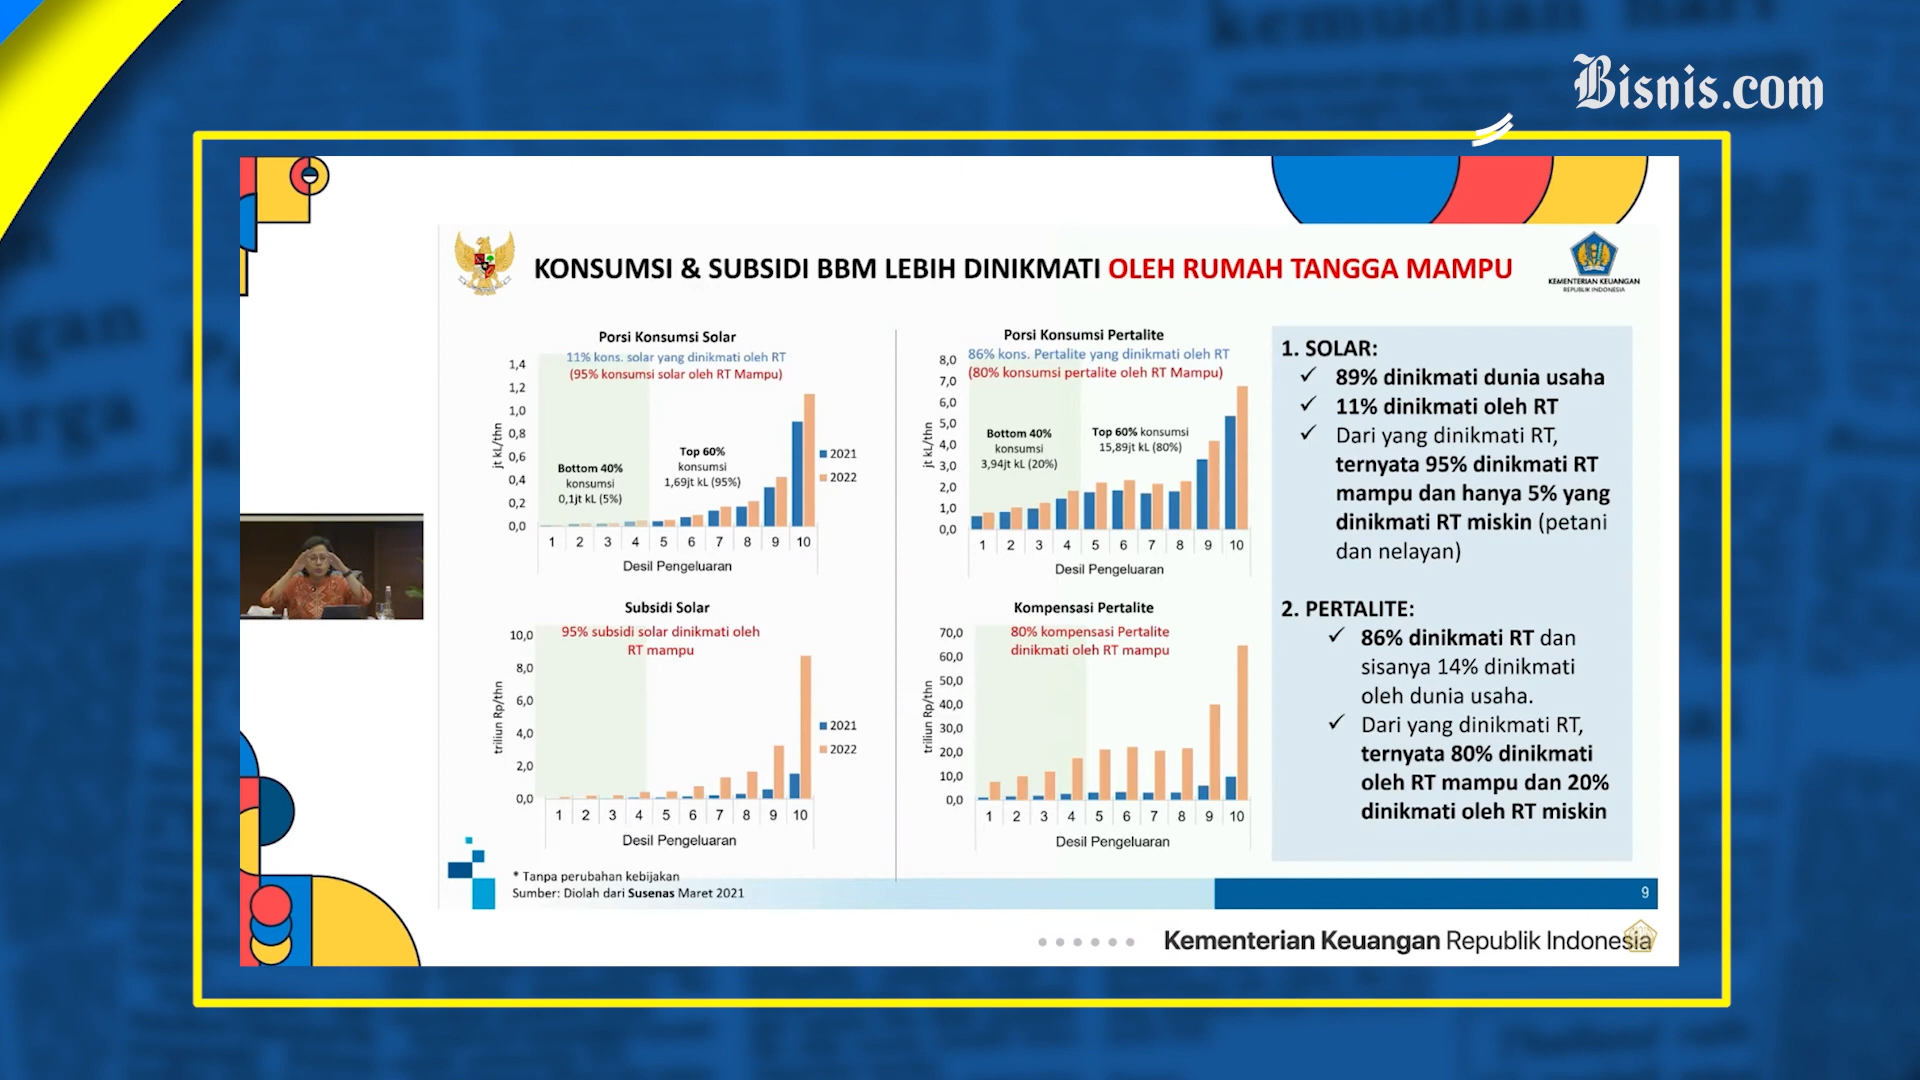 Bisnis.com
KONSUMSI & SUBSIDI BBM LEBIH DINIKMATI OLEH RUMAH TANGGA MAMPU
KEMENTERIAN KEUANGAN
REPUBLIK INDONESIA
Porsi Konsumsi Solar
11% kons. solar yang dinikmati oleh RT
(95% konsumsi solar oleh RT Mampu)
jt kL/thn
1,4
1,2
1,0
0,8
0,6
0,4
0,2
0,0
Bottom 40%
konsumsi
0,1jt kL (5%)
Top 60%
konsumsi
1,69jt kL (95%)
2021
2022
1 2 3 4 5 6 7 8 9 10
Desil Pengeluaran
Porsi Konsumsi Pertalite
86% kons. Pertalite yang dinikmati oleh RT
(80% konsumsi pertalite oleh RT Mampu)
jt kL/thn
8,0
7,0
6,0
5,0
4,0
3,0
2,0
1,0
0,0
Bottom 40%
konsumsi
3,94jt kL (20%)
Top 60% konsumsi
15,89jt kL (80%)
1 2 3 4 5 6 7 8 9 10
Desil Pengeluaran
Subsidi Solar
95% subsidi solar dinikmati oleh
RT mampu
triliun Rp/thn
10,0
8,0
6,0
4,0
2,0
0,0
2021
2022
1 2 3 4 5 6 7 8 9 10
Desil Pengeluaran
Kompensasi Pertalite
80% kompensasi Pertalite
dinikmati oleh RT mampu
triliun Rp/thn
70,0
60,0
50,0
40,0
30,0
20,0
10,0
0,0
1 2 3 4 5 6 7 8 9 10
Desil Pengeluaran
1. SOLAR:
✓ 89% dinikmati dunia usaha
✓ 11% dinikmati oleh RT
✓ Dari yang dinikmati RT,
ternyata 95% dinikmati RT
mampu dan hanya 5% yang
dinikmati RT miskin (petani
dan nelayan)
2. PERTALITE:
✓ 86% dinikmati RT dan
sisanya 14% dinikmati
oleh dunia usaha.
✓ Dari yang dinikmati RT,
ternyata 80% dinikmati
oleh RT mampu dan 20%
dinikmati oleh RT miskin
* Tanpa perubahan kebijakan
Sumber: Diolah dari Susenas Maret 2021
9
Kementerian Keuangan Republik Indonesia
kemudian hari